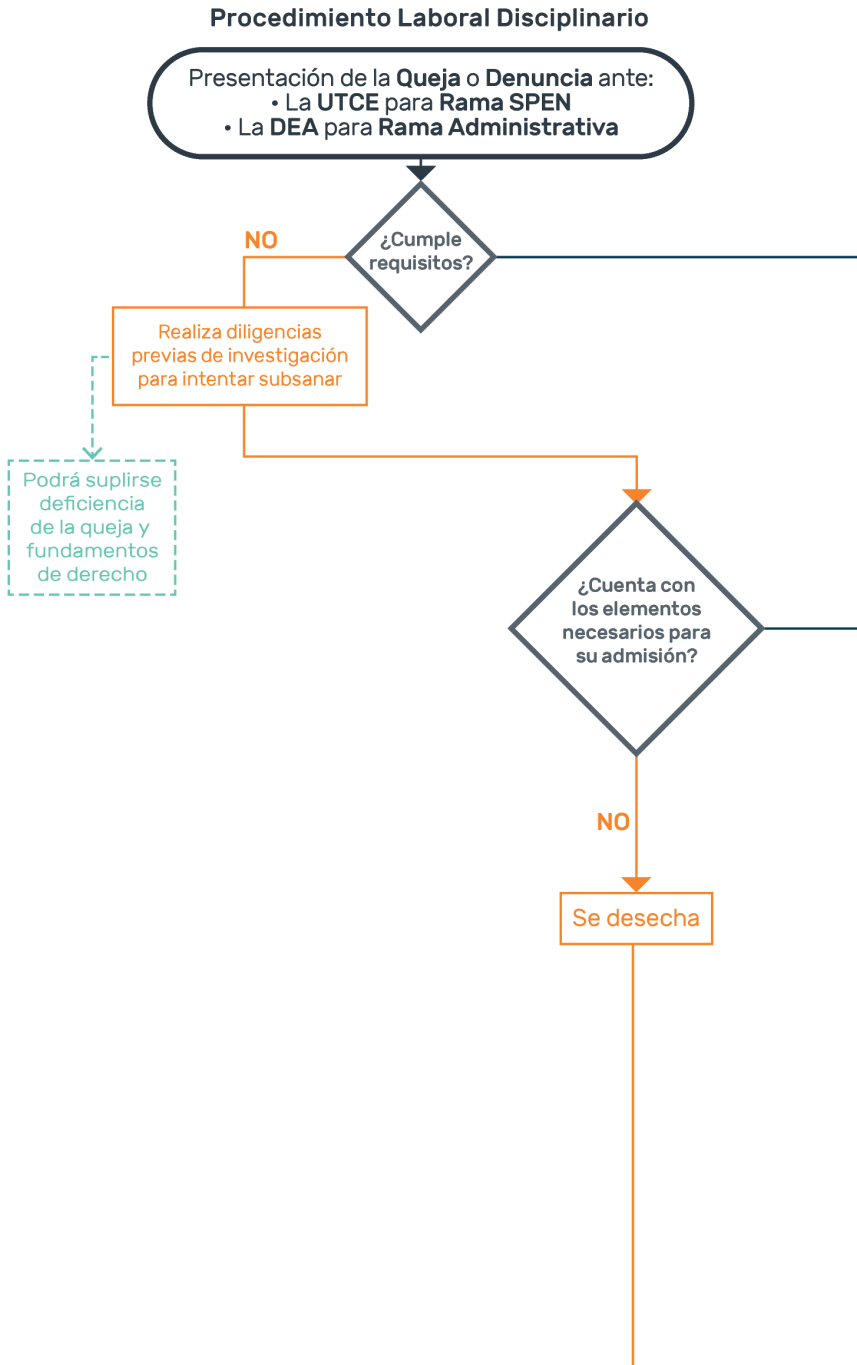 Procedimiento Laboral Disciplinario
Presentación de la Queja o Denuncia ante:
• La UTCE para Rama SPEN
• La DEA para Rama Administrativa
¿Cumple
requisitos?
NO
Realiza diligencias
previas de investigación
para intentar subsanar
Podrá suplirse
deficiencia
de la queja y
fundamentos
de derecho
¿Cuenta con
los elementos
necesarios para
su admisión?
NO
Se desecha